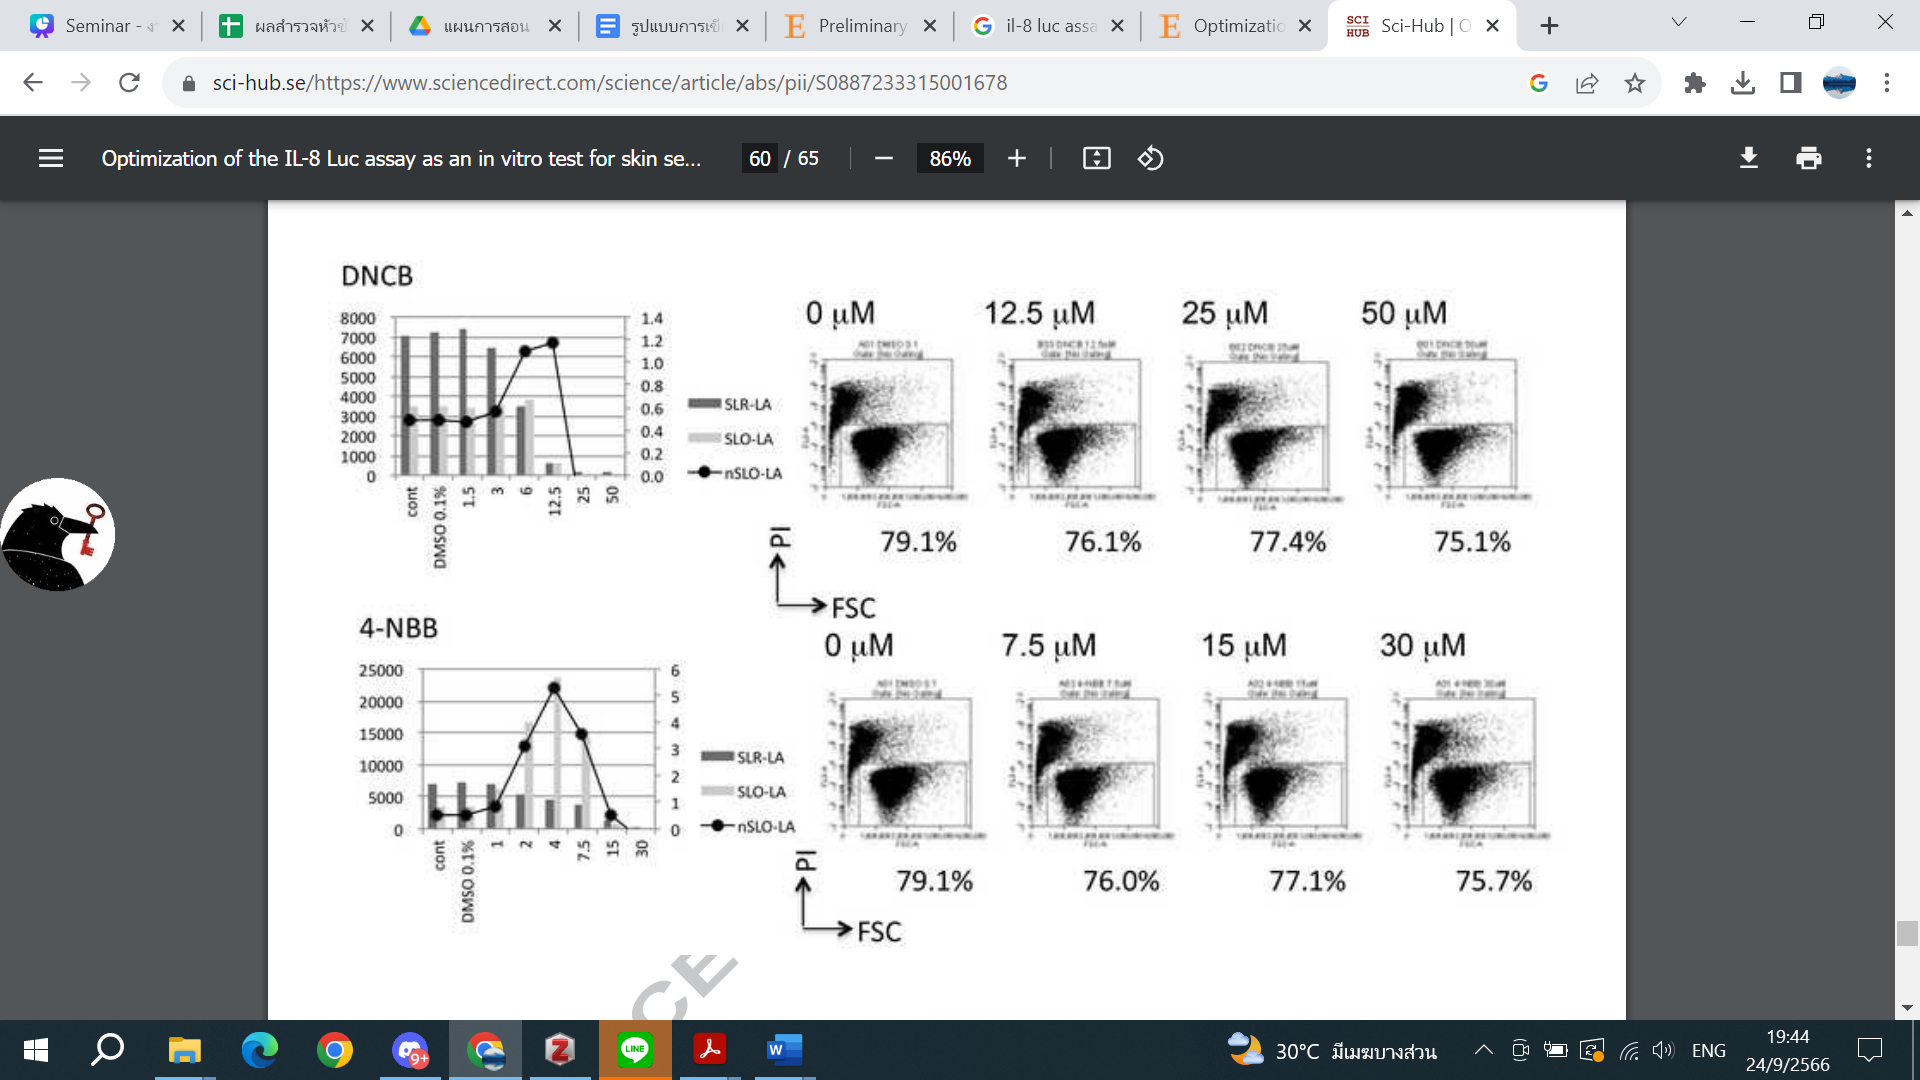 Seminar - ง
ผลสำรวจหัวข้
แผนการสอน
รูปแบบการเขี
Preliminary
il-8 luc assa
Optimizatio
Sci-Hub | O
sci-hub.se/https://www.sciencedirect.com/science/article/abs/pii/S0887233315001678
Optimization of the IL-8 Luc assay as an in vitro test for skin se...
60 / 65
86%
DNCB
8000
7000
6000
5000
4000
3000
2000
1000
0
1.4
1.2
1.0
0.8
0.6
0.4
0.2
0.0
cont
DMSO 0.1%
1.5
3
6
12.5
25
50
SLR-LA
SLO-LA
nSLO-LA
0 μM
12.5 μM
25 μM
50 μM
79.1%
76.1%
77.4%
75.1%
PI
FSC
4-NBB
25000
20000
15000
10000
5000
0
6
5
4
3
2
1
0
cont
DMSO 0.1%
1
2
4
7.5
15
30
SLR-LA
SLO-LA
nSLO-LA
0 μM
7.5 μM
15 μM
30 μM
79.1%
76.0%
77.1%
75.7%
PI
FSC
CE
9+
LINE
30°C มีเมฆบางส่วน
ENG
19:44
24/9/2566